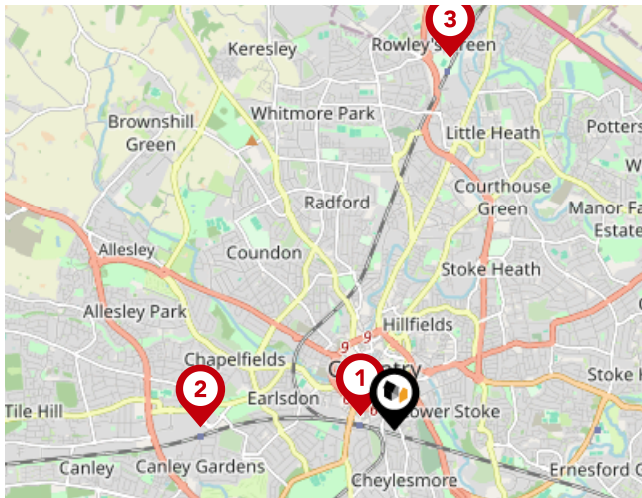 3
Keresley
Rowley's Green
Whitmore Park
Brownshill
Green
Little Heath
Potters
Courthouse
Green
Radford
Manor Fa
Estate
Allesley
Coundon
Stoke Heath
Allesley Park
Hillfields
9
9
Chapelfields
1
2
Earlsdon
Tile Hill
ower Stoke
Stoke H
Canley
Canley Gardens
Cheylesmore
Ernesford G